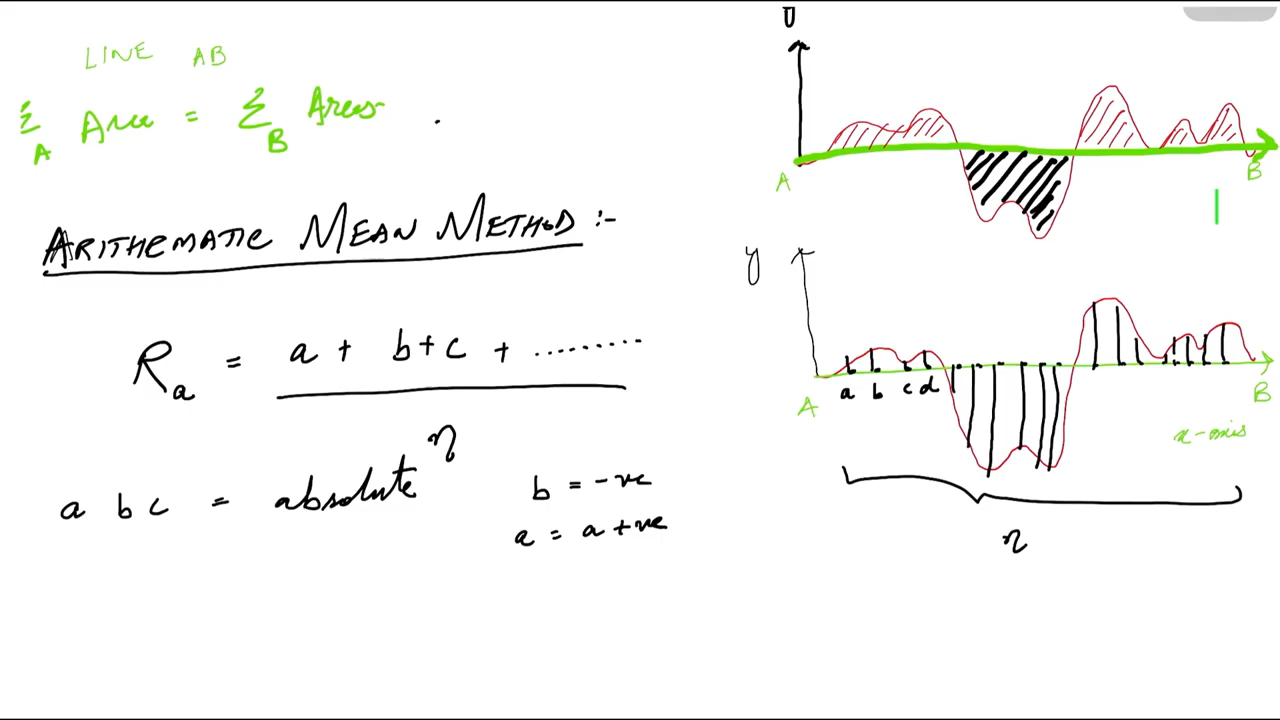 LINE AB
Σ Area = Σ Areas .
A B
ARITHEMATIC MEAN METHOD :-
Ra = a + b + c + .........
n
a b c = absolute
b = -ve
a = a +ve
A B
y
a b c d
A B
x-axis
n